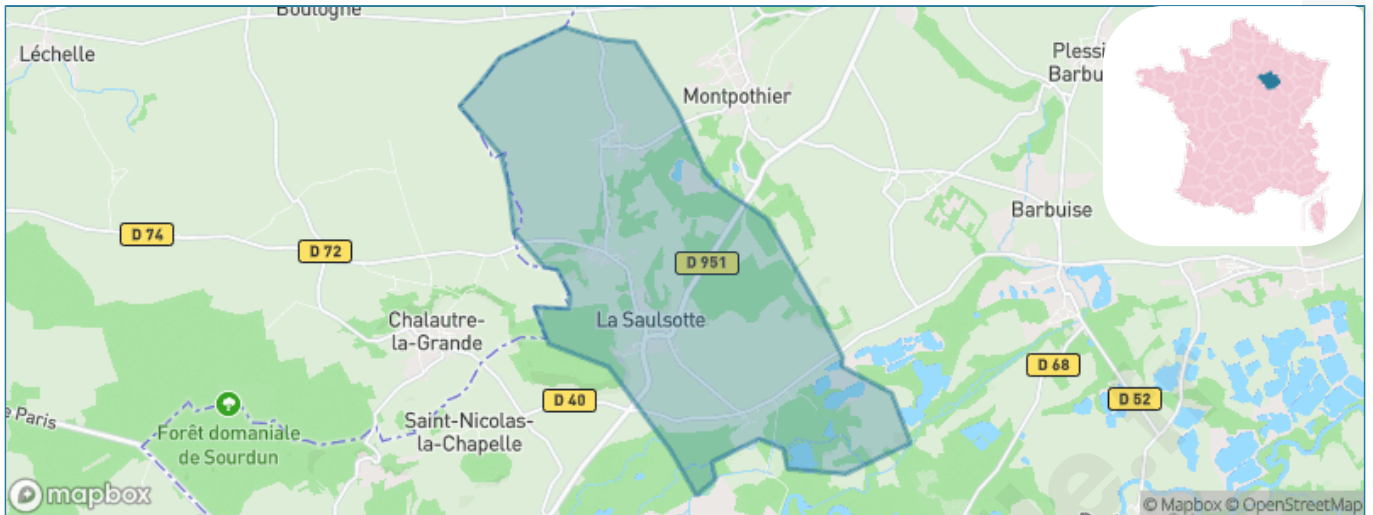 Boulogne
Léchelle
Montpothier
D 74
D 72
D 951
Barbuise
La Saulsotte
Chalautre-
la-Grande
D 68
D 52
D 40
Saint-Nicolas-
la-Chapelle
Forêt domaniale
de Sourdun
Paris
Plessi
Barbu
mapbox
© Mapbox © OpenStreetMap